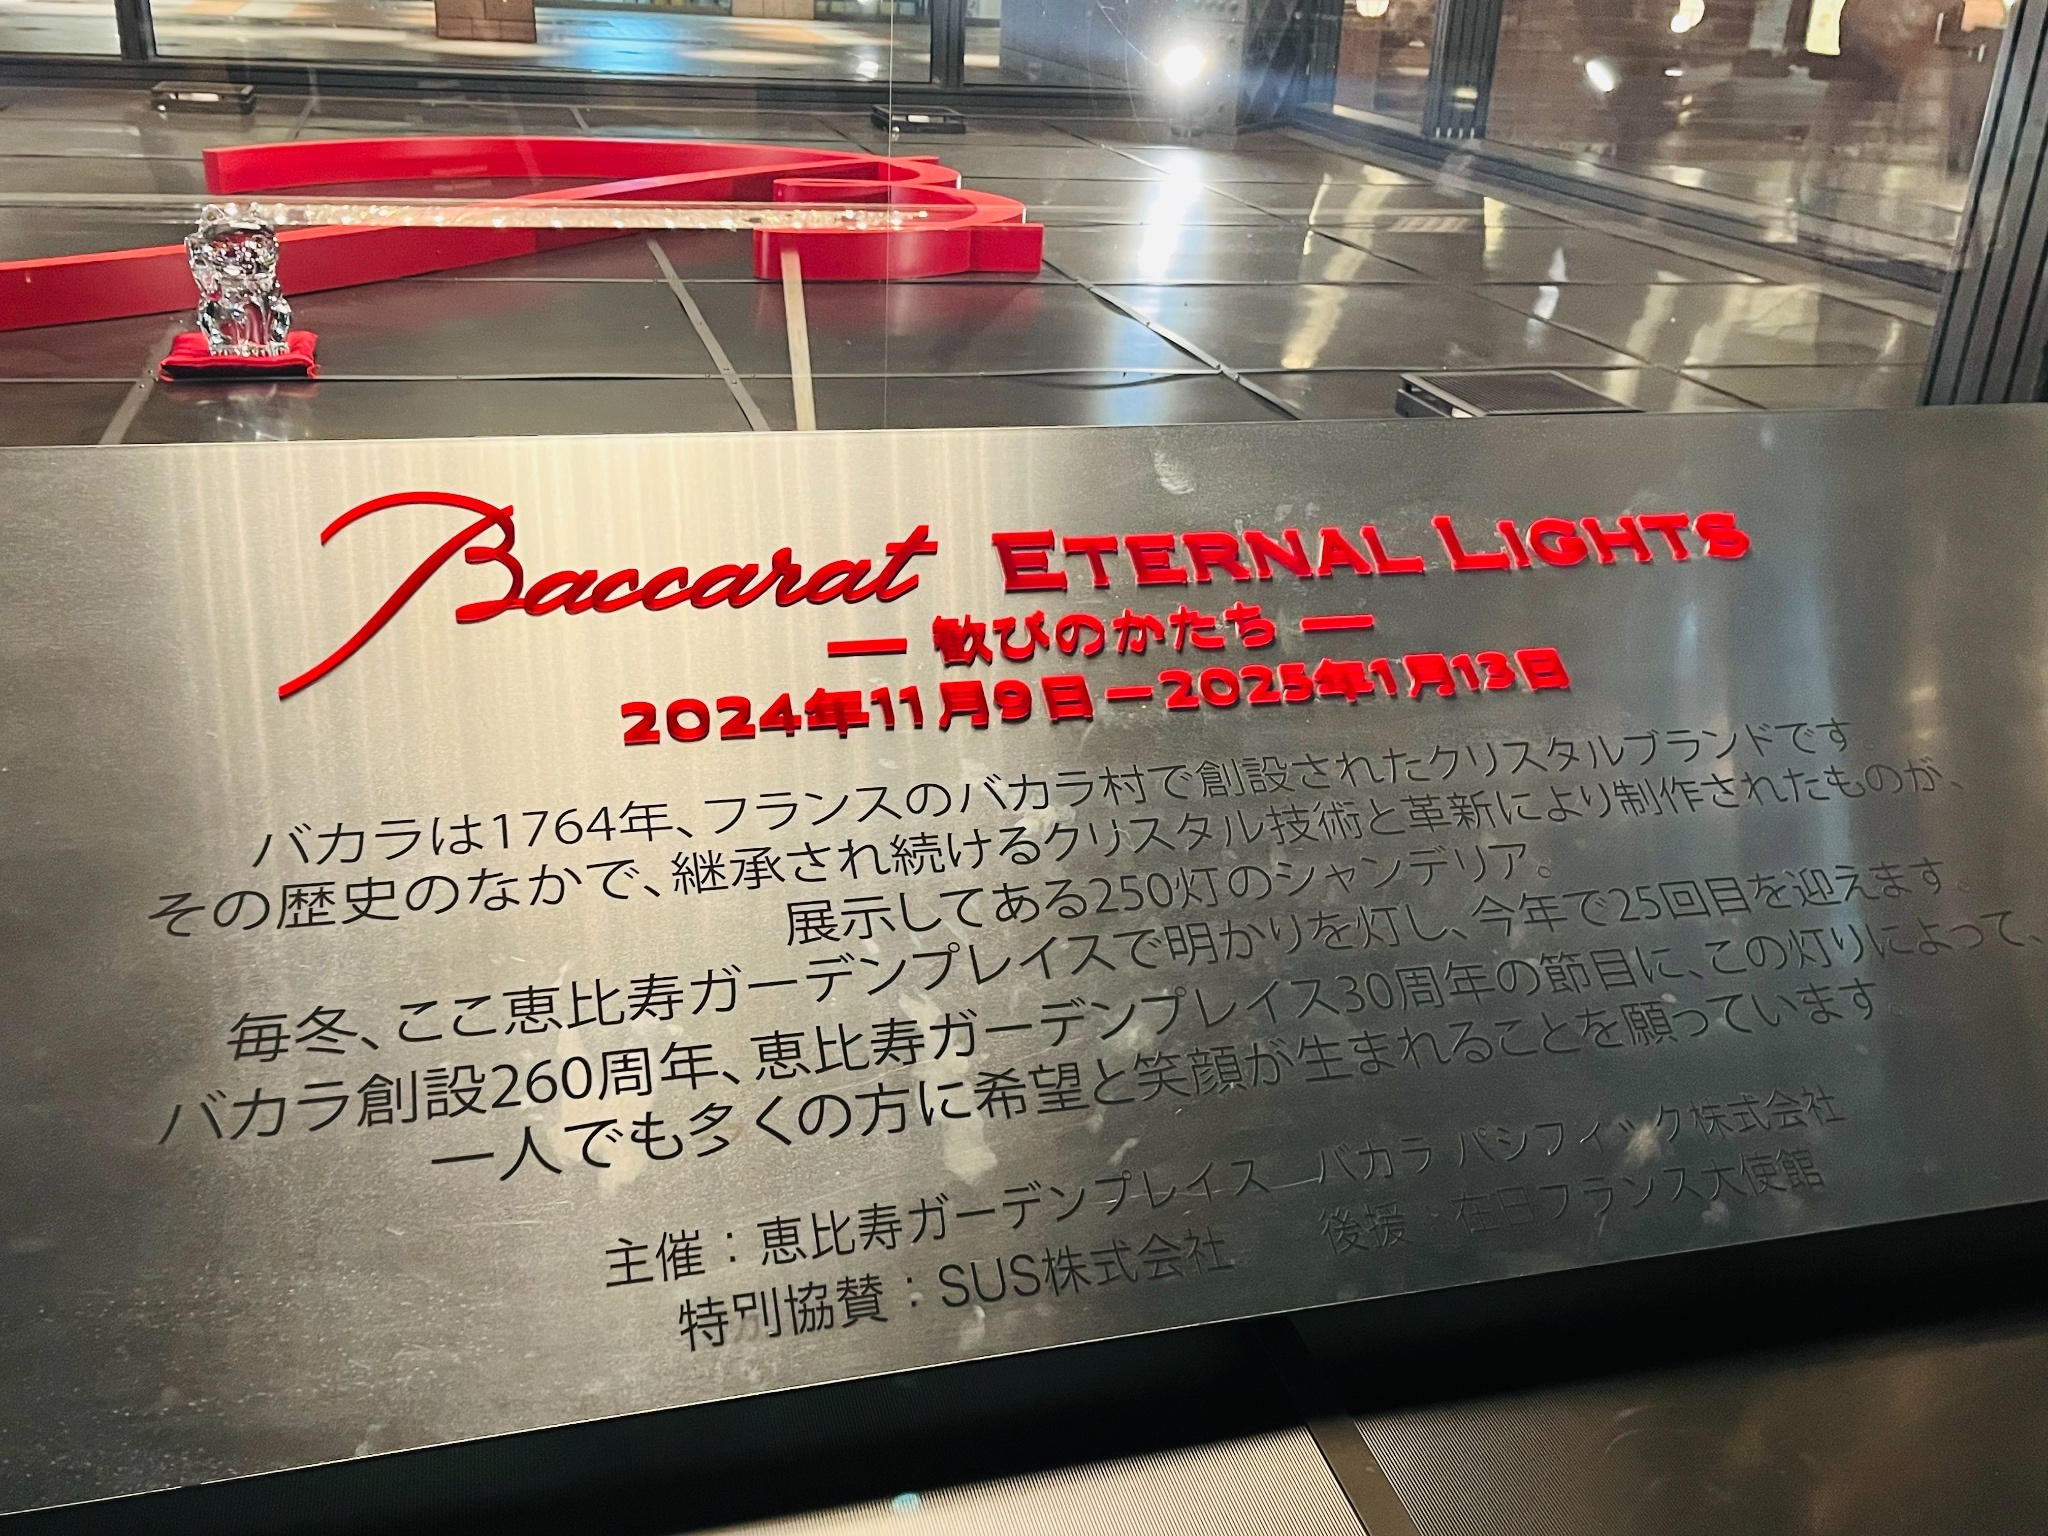 Baccarat ETERNAL LIGHTS
― 歓びのかたち ―
2024年11月9日―2025年1月13日
バカラは1764年、フランスのバカラ村で創設されたクリスタルブランドです
その歴史のなかで、継承され続けるクリスタル技術と革新により制作されたものが、
展示してある250灯のシャンデリア。
毎冬、ここ恵比寿ガーデンプレイスで明かりを灯し、今年で25回目を迎えます。
バカラ創設260周年、恵比寿ガーデンプレイス30周年の節目に、この灯りによって、
一人でも多くの方に希望と笑顔が生まれることを願っています
主催：恵比寿ガーデンプレイス　バカラ パシフィック株式会社
特別協賛：SUS株式会社　後援：在日フランス大使館